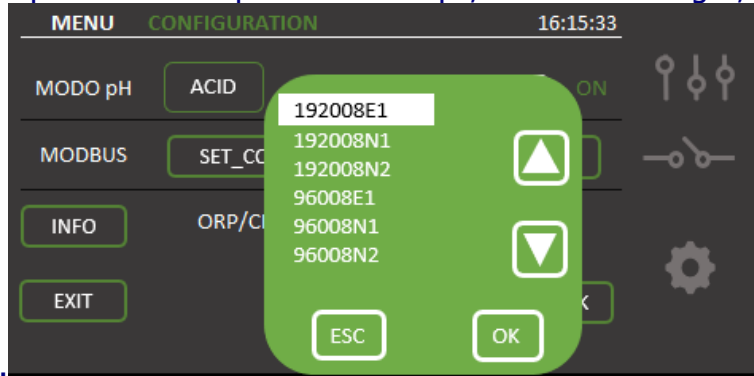 MENU CONFIGURATION 16:15:33
MODO pH ACID ON
192008E1
192008N1
192008N2
96008E1
96008N1
96008N2
MODBUS SET_CO
INFO ORP/C
EXIT K
ESC OK